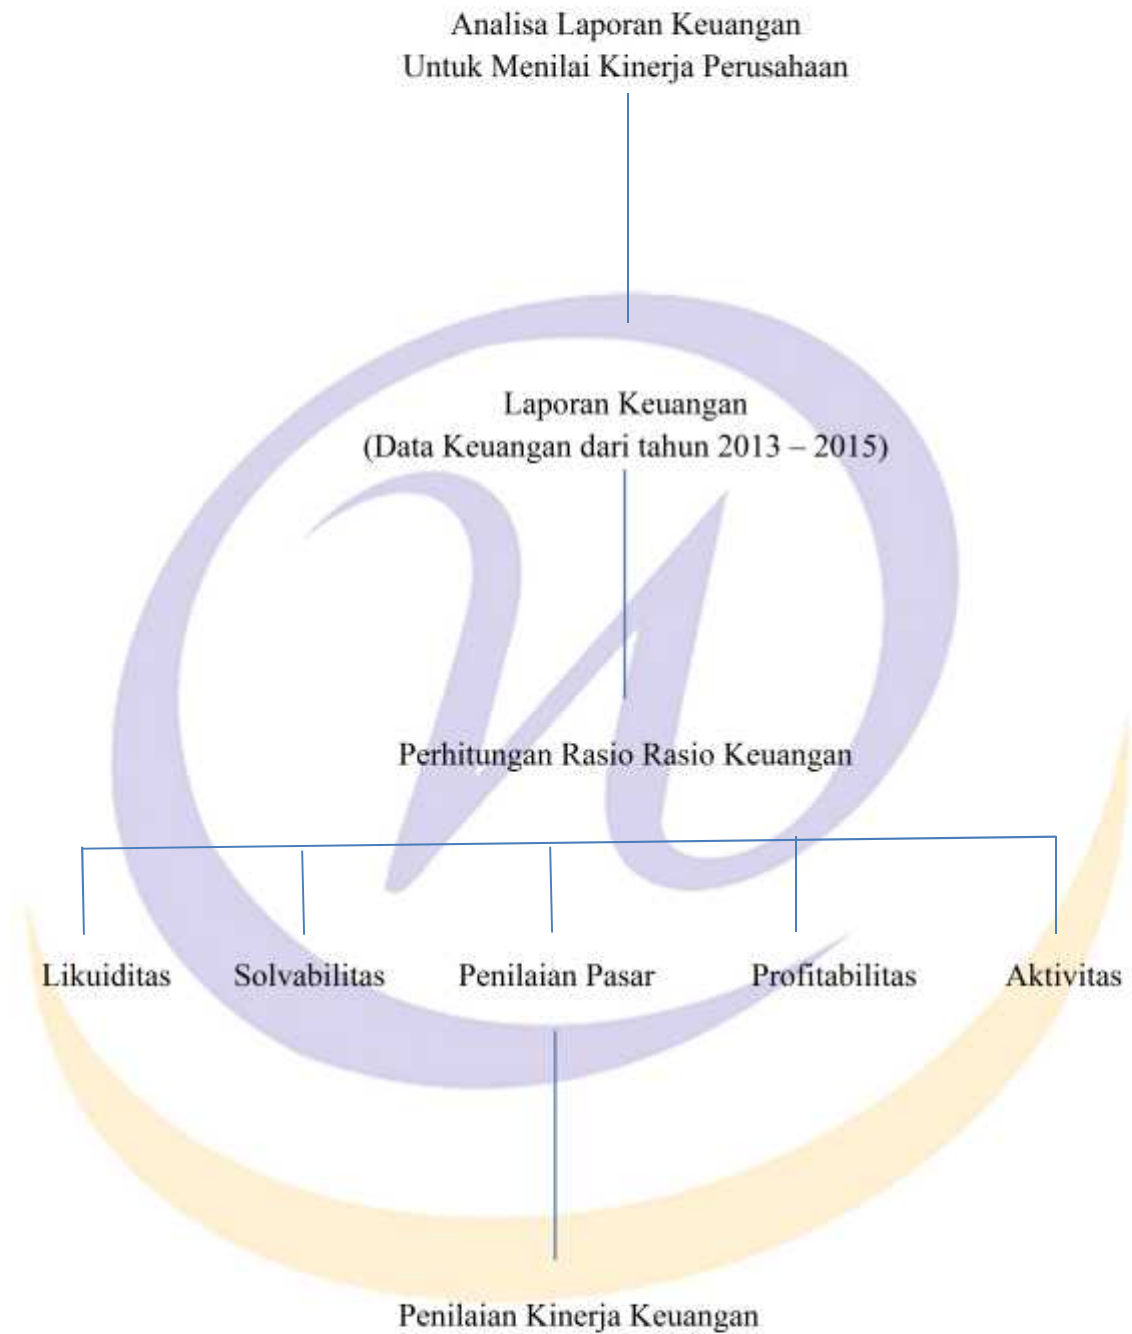 Analisa Laporan Keuangan
Untuk Menilai Kinerja Perusahaan
Laporan Keuangan
(Data Keuangan dari tahun 2013 – 2015)
Perhitungan Rasio Rasio Keuangan
Likuiditas Solvabilitas Penilaian Pasar Profitabilitas Aktivitas
Penilaian Kinerja Keuangan